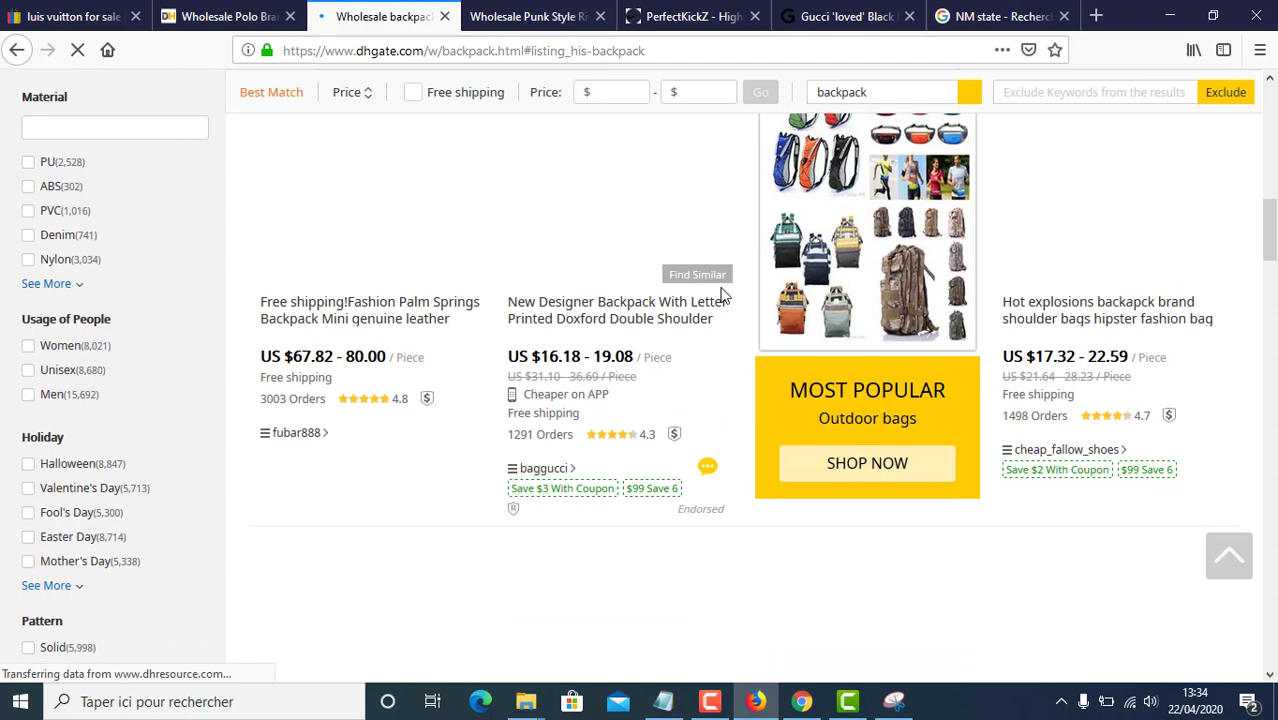 luis vuitton for sale
Wholesale Polo Bra
Wholesale backpack
Wholesale Punk Style Ri
PerfectKickZ - High
Gucci 'loved' Black
NM state - Recherc
https://www.dhgate.com/w/backpack.html#listing_his-backpack
Best Match
Price
Free shipping
Price:
$
-
$
Go
backpack
Exclude Keywords from the results
Exclude
Material
PU(2,528)
ABS(302)
PVC(1,016)
Denim(741)
Nylon(3,034)
See More
Usage of People
Women(8,021)
Unisex(8,680)
Men(15,692)
Holiday
Halloween(8,847)
Valentine's Day(5,713)
Fool's Day(5,300)
Easter Day(8,714)
Mother's Day(5,338)
See More
Pattern
Solid(5,998)
Free shipping!Fashion Palm Springs
Backpack Mini genuine leather
US $67.82 - 80.00 / Piece
Free shipping
3003 Orders 4.8
fubar888
Find Similar
New Designer Backpack With Letter
Printed Doxford Double Shoulder
US $16.18 - 19.08 / Piece
US $31.10 - 36.69 / Piece
Cheaper on APP
Free shipping
1291 Orders 4.3
baggucci
Save $3 With Coupon $99 Save 6
Endorsed
MOST POPULAR
Outdoor bags
SHOP NOW
Hot explosions backapck brand
shoulder bags hipster fashion bag
US $17.32 - 22.59 / Piece
US $21.64 - 28.23 / Piece
Free shipping
1498 Orders 4.7
cheap_fallow_shoes
Save $2 With Coupon $99 Save 6
Transferring data from www.dhresource.com...
Taper ici pour rechercher
13:34
22/04/2020
2